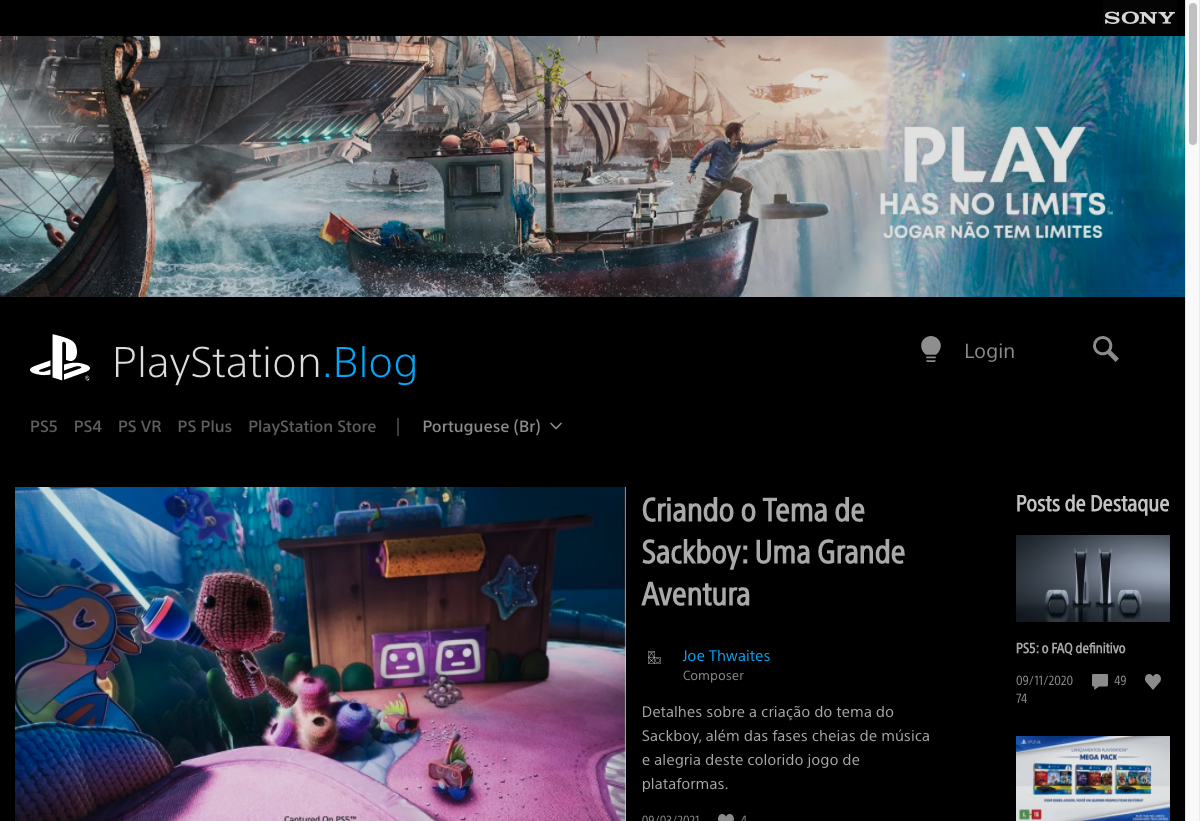 SONY
PLAY
HAS NO LIMITS
JOGAR NÃO TEM LIMITES
PlayStation.Blog
Login
PS5 PS4 PS VR PS Plus PlayStation Store | Portuguese (Br)
Criando o Tema de
Sackboy: Uma Grande
Aventura
Joe Thwaites
Composer
Detalhes sobre a criação do tema do
Sackboy, além das fases cheias de música
e alegria deste colorido jogo de
plataformas.
09/03/2021 4
Captured On PS5™
Posts de Destaque
PS5: o FAQ definitivo
09/11/2020 49
74
MEGA PACK